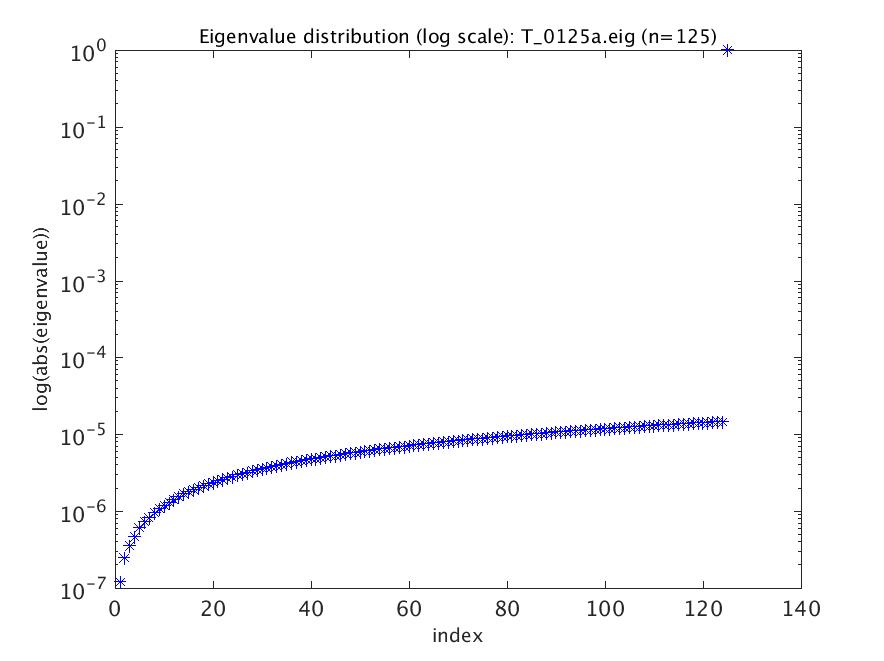 Eigenvalue distribution (log scale): T_0125a.eig (n=125)
10^0
10^-1
10^-2
10^-3
10^-4
10^-5
10^-6
10^-7
log(abs(eigenvalue))
0 20 40 60 80 100 120 140
index